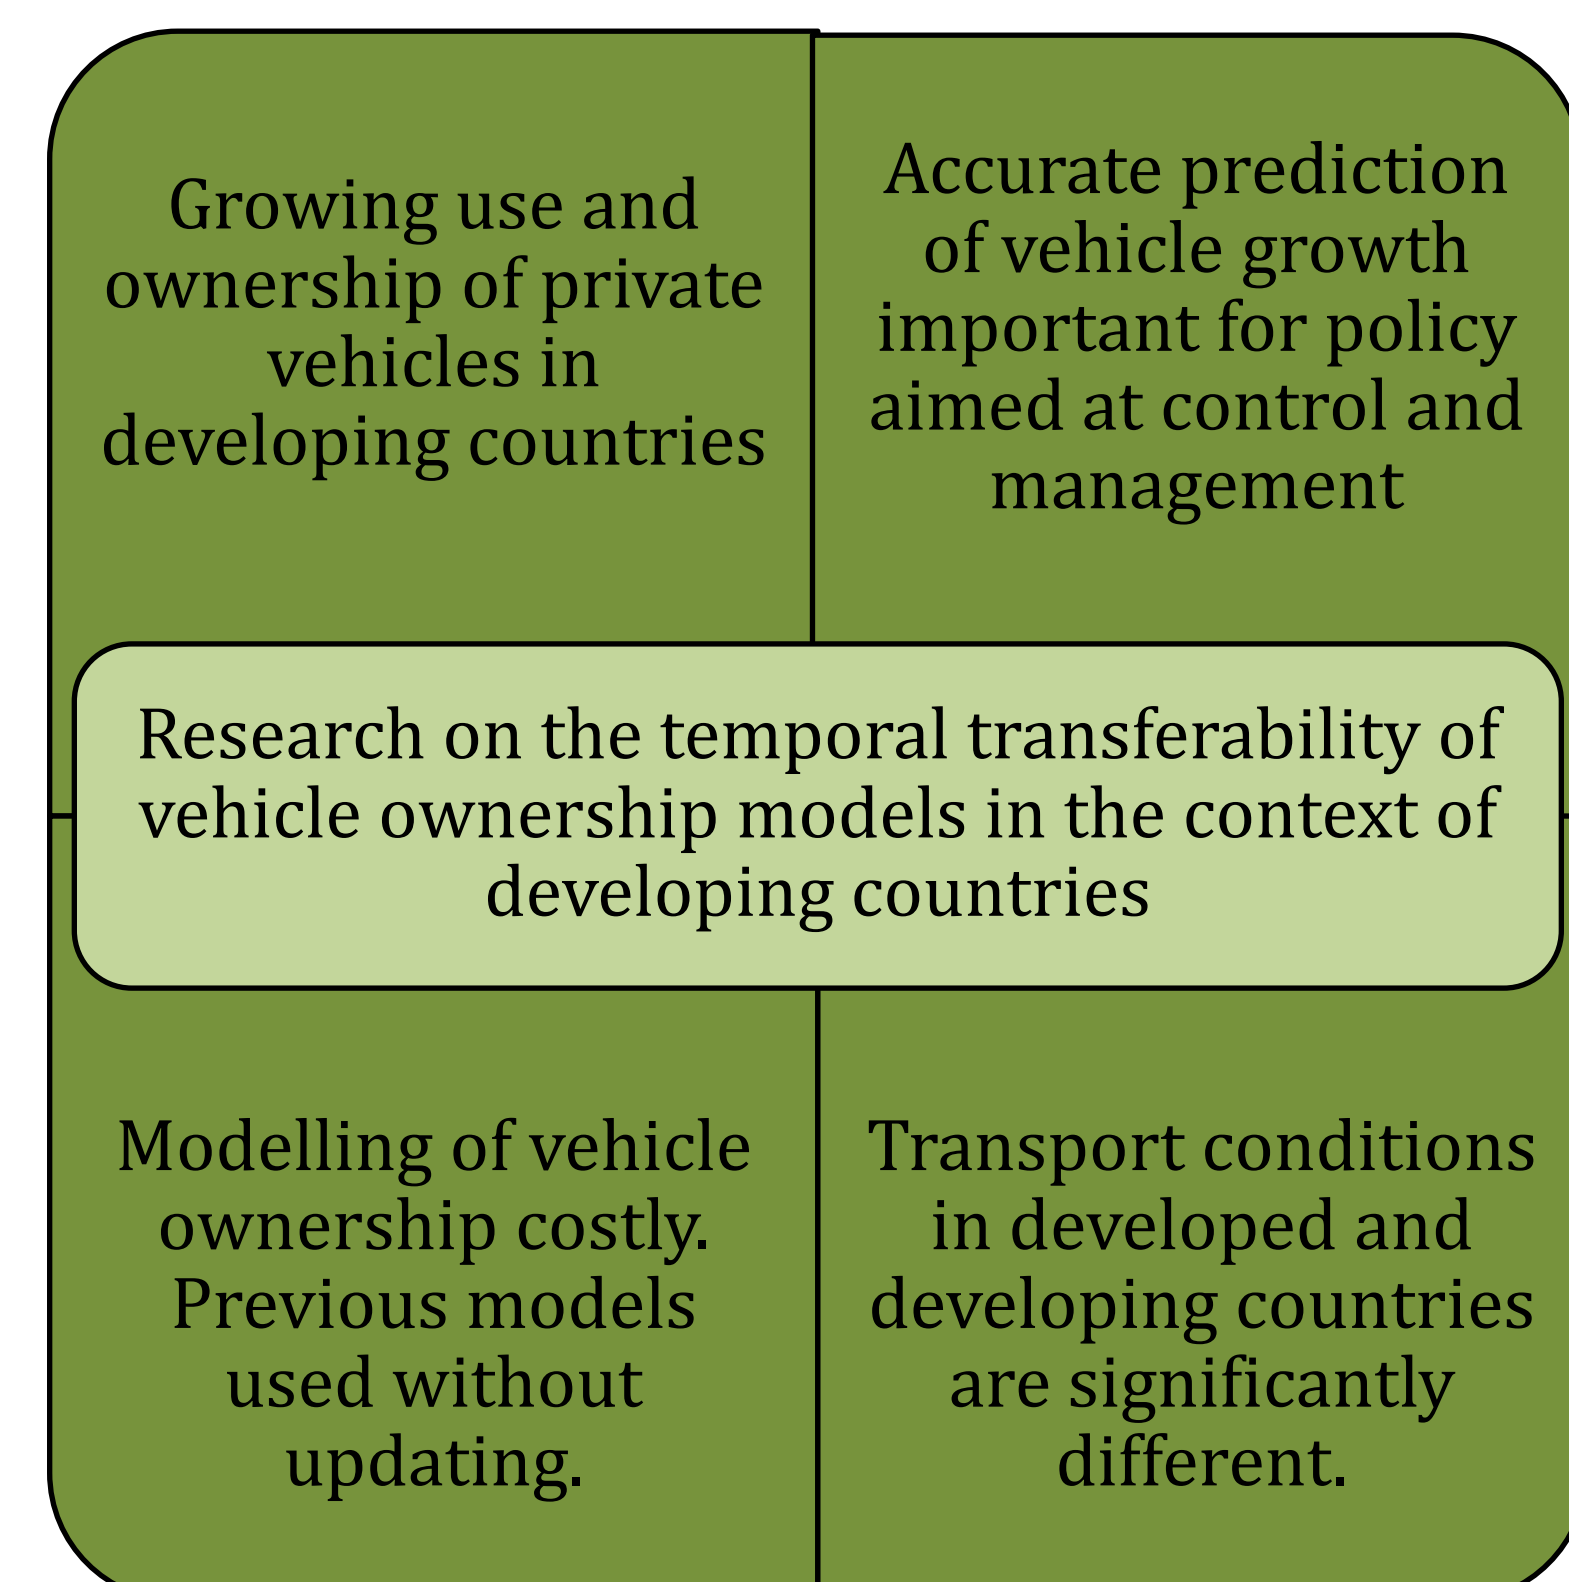 Growing use and
ownership of private
vehicles in
developing countries
Accurate prediction
of vehicle growth
important for policy
aimed at control and
management
Research on the temporal transferability of
vehicle ownership models in the context of
developing countries
Modelling of vehicle
ownership costly.
Previous models
used without
updating.
Transport conditions
in developed and
developing countries
are significantly
different.